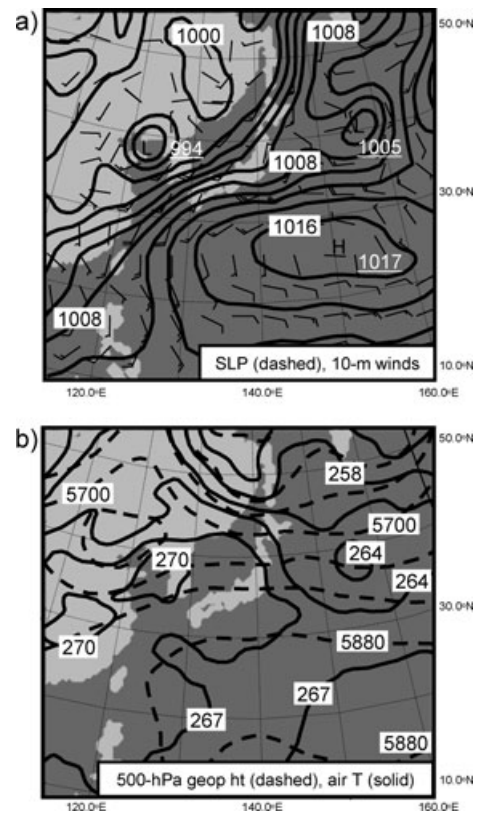 a)
1000
1008
50.0°N
994
1005
1008
30.0°N
1016
H
1017
1008
SLP (dashed), 10-m winds
10.0°N
120.0°E
140.0°E
160.0°E
b)
50.0°N
258
5700
5700
270
264
264
30.0°N
270
5880
267
267
5880
500-hPa geop ht (dashed), air T (solid)
10.0°N
120.0°E
140.0°E
160.0°E